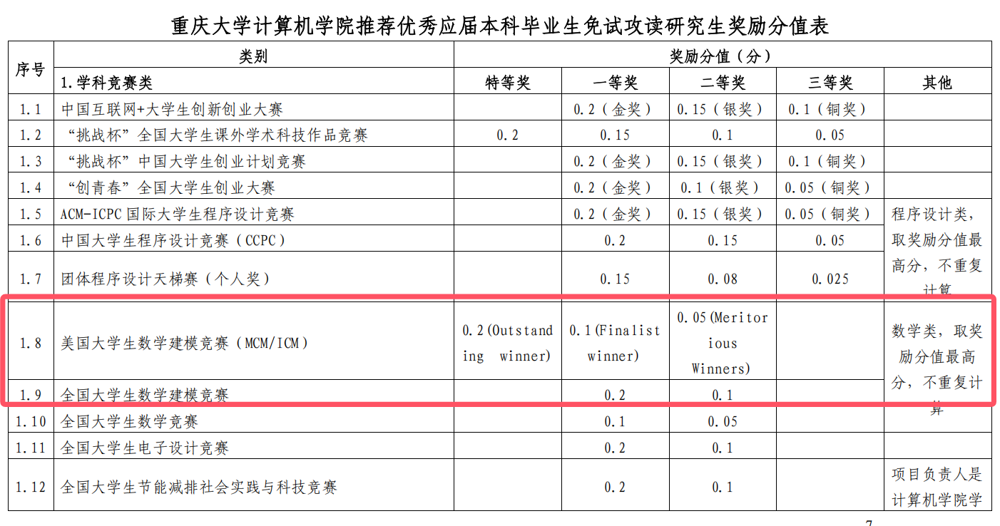 重庆大学计算机学院推荐优秀应届本科毕业生免试攻读研究生奖励分值表
序号 类别 奖励分值（分）
1.学科竞赛类 特等奖 一等奖 二等奖 三等奖 其他
1.1 中国互联网+大学生创新创业大赛 0.2（金奖） 0.15（银奖） 0.1（铜奖）
1.2 “挑战杯”全国大学生课外学术科技作品竞赛 0.2 0.15 0.1 0.05
1.3 “挑战杯”中国大学生创业计划竞赛 0.2（金奖） 0.15（银奖） 0.1（铜奖）
1.4 “创青春”全国大学生创业大赛 0.2（金奖） 0.1（银奖） 0.05（铜奖）
1.5 ACM-ICPC 国际大学生程序设计竞赛 0.2（金奖） 0.15（银奖） 0.05（铜奖） 程序设计类，
1.6 中国大学生程序设计竞赛（CCPC） 0.2 0.15 0.05 取奖励分值最
高分，不重复
1.7 团体程序设计天梯赛（个人奖） 0.15 0.08 0.025
计算
0.05(Meritor
0.2(Outstand 0.1(Finalist 数学类，取奖
1.8 美国大学生数学建模竞赛（MCM/ICM） ious
ing winner) winner) 励分值最高
Winners)
分，不重复计
1.9 全国大学生数学建模竞赛 0.2 0.1
算
1.10 全国大学生数学竞赛 0.1 0.05
1.11 全国大学生电子设计竞赛 0.2 0.1
项目负责人是
1.12 全国大学生节能减排社会实践与科技竞赛 0.2 0.1
计算机学院学
7